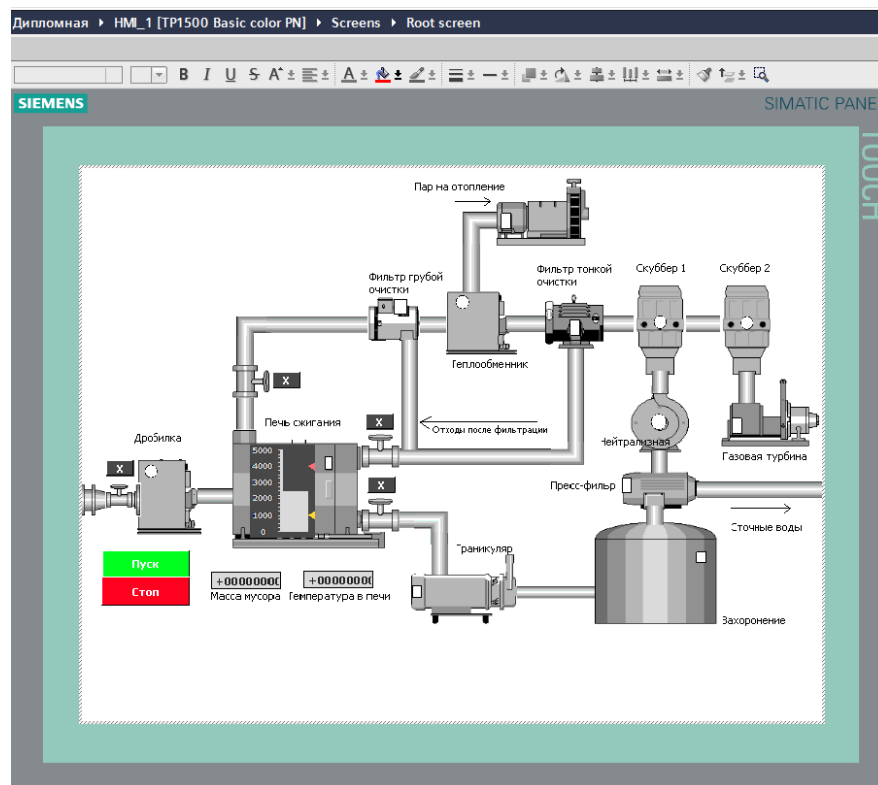 Дипломная ▸ HMI_1 [TP1500 Basic color PN] ▸ Screens ▸ Root screen
B I U S A
SIEMENS
SIMATIC PANE
TOUCH
Пар на отопление
Фильтр грубой
очистки
Фильтр тонкой
очистки
Скуббер 1
Скуббер 2
Теплообменник
X
Печь сжигания
X
Отходы после фильтрации
Дробилка
Нейтрализная
Газовая турбина
X
5000
4000
3000
2000
1000
0
X
Пресс-фильр
Сточные воды
Граникуляр
Пуск
Стоп
+00000000
+00000000
Масса мусора
Температура в печи
Захоронение